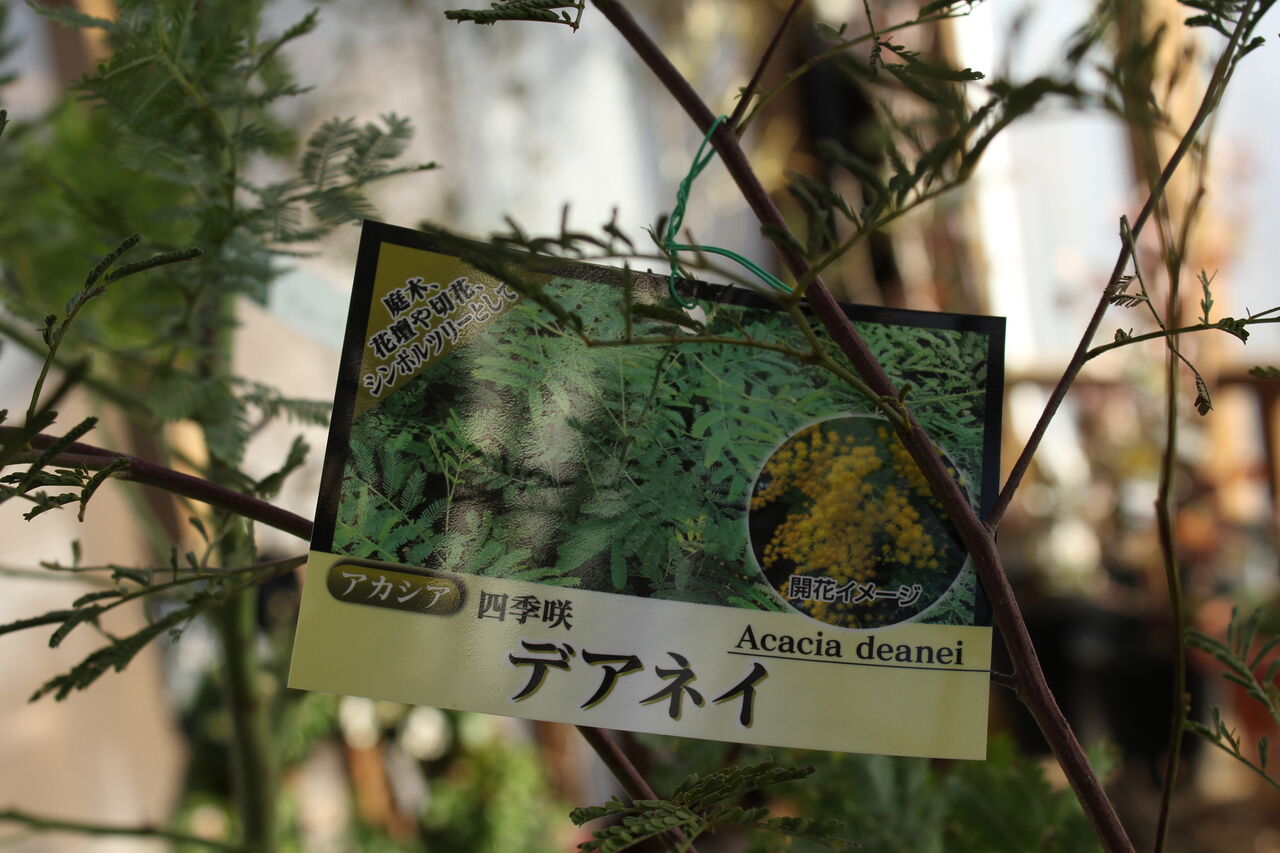 庭木、
花壇や切花、
シンボルツリーとして
開花イメージ
アカシア 四季咲
Acacia deanei
デアネイ